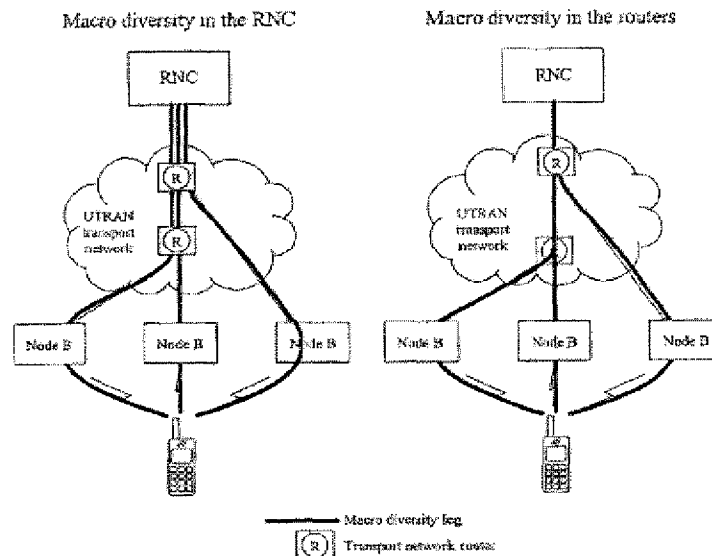 Macro diversity in the RNC
Macro diversity in the routers
RNC
RNC
R
R
UTRAN
transport
network
UTRAN
transport
network
R
R
Node B
Node B
Node B
Node B
Node B
Node B
Macro diversity leg
R
Transport network router